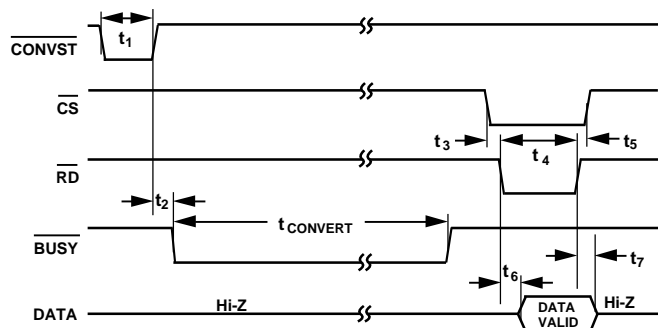 CONVST
t1
CS
t3
t4
t5
RD
t2
tCONVERT
BUSY
t6
t7
DATA
Hi-Z
DATA
VALID
Hi-Z